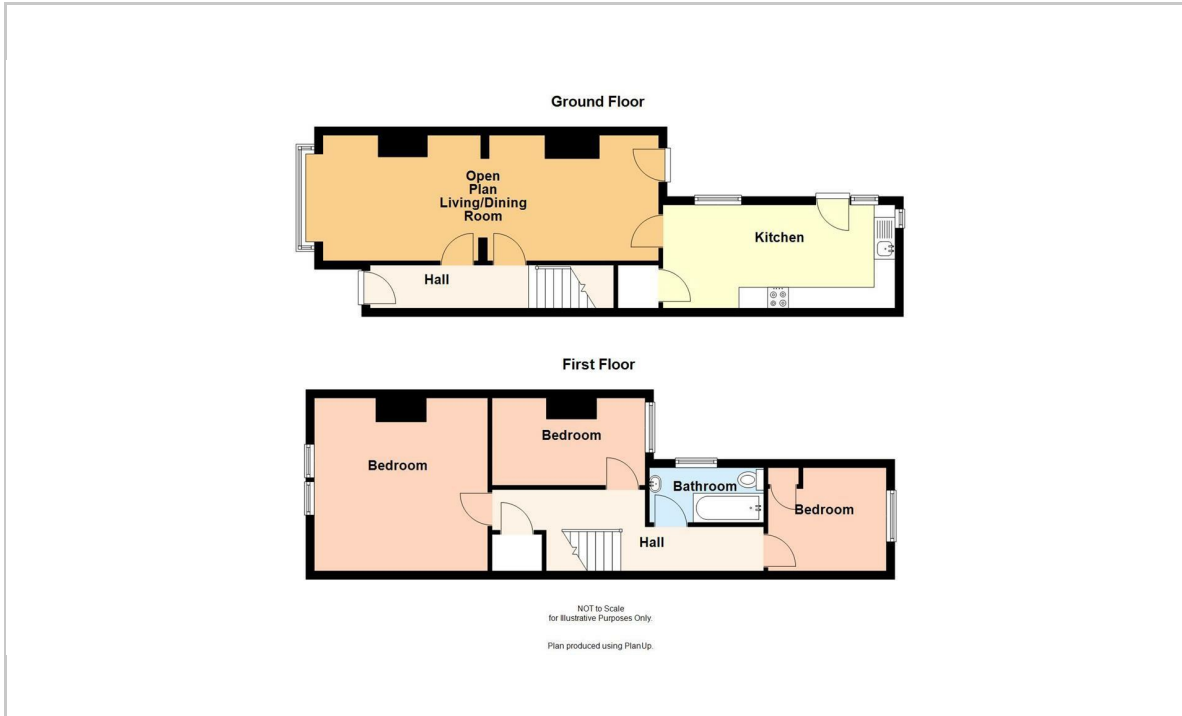 Ground Floor
Open
Plan
Living/Dining
Room
Kitchen
Hall
First Floor
Bedroom
Bedroom
Bathroom
Bedroom
Hall
NOT to Scale
for Illustrative Purposes Only.
Plan produced using PlanUp.